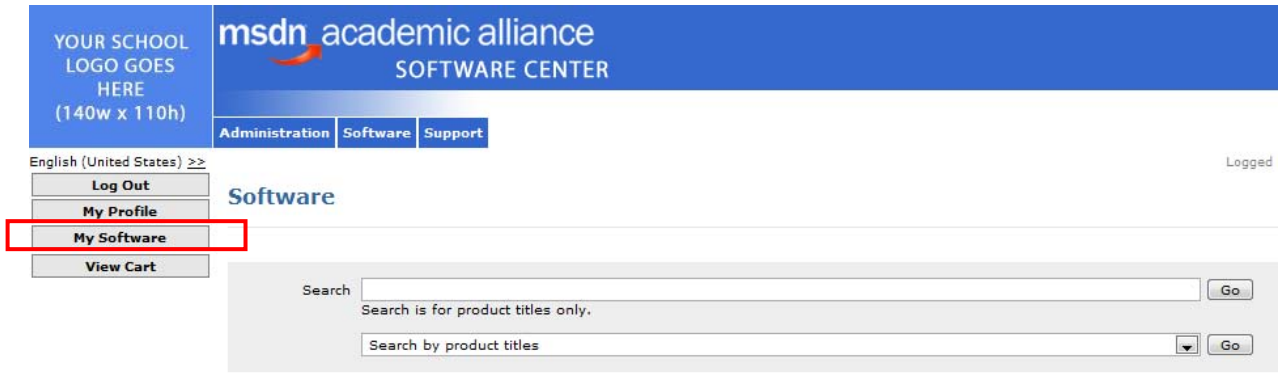 YOUR SCHOOL
LOGO GOES
HERE
(140w x 110h)
msdn academic alliance
SOFTWARE CENTER
Administration Software Support
English (United States) >>
Logged
Log Out
My Profile
My Software
View Cart
Software
Search Go
Search is for product titles only.
Search by product titles Go